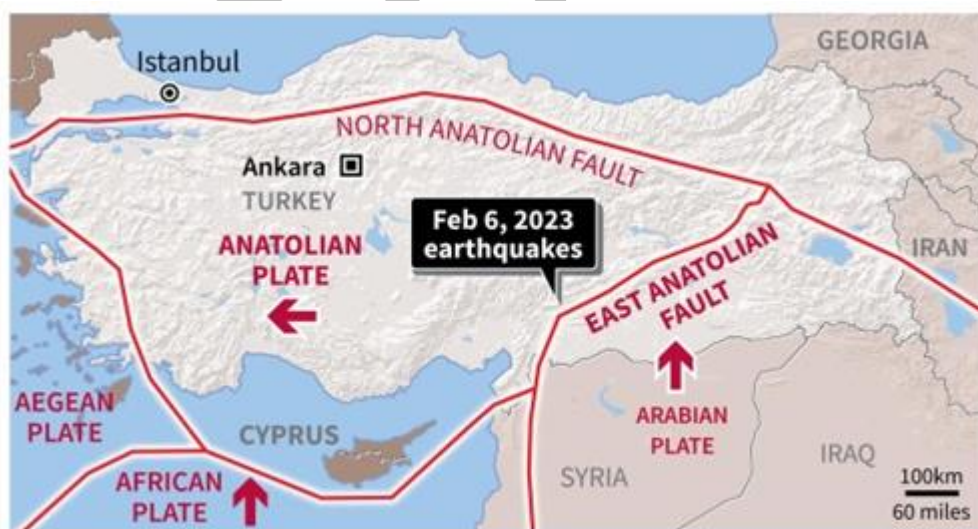 GEORGIA
Istanbul
NORTH ANATOLIAN FAULT
Ankara
TURKEY
Feb 6, 2023
earthquakes
ANATOLIAN
PLATE
EAST ANATOLIAN
FAULT
IRAN
AEGEAN
PLATE
CYPRUS
ARABIAN
PLATE
IRAQ
SYRIA
AFRICAN
PLATE
100km
60 miles